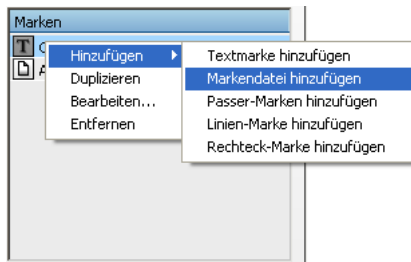 Marken
T
Hinzufügen
Duplizieren
Bearbeiten...
Entfernen
Textmarke hinzufügen
Markendatei hinzufügen
Passer-Marken hinzufügen
Linien-Marke hinzufügen
Rechteck-Marke hinzufügen